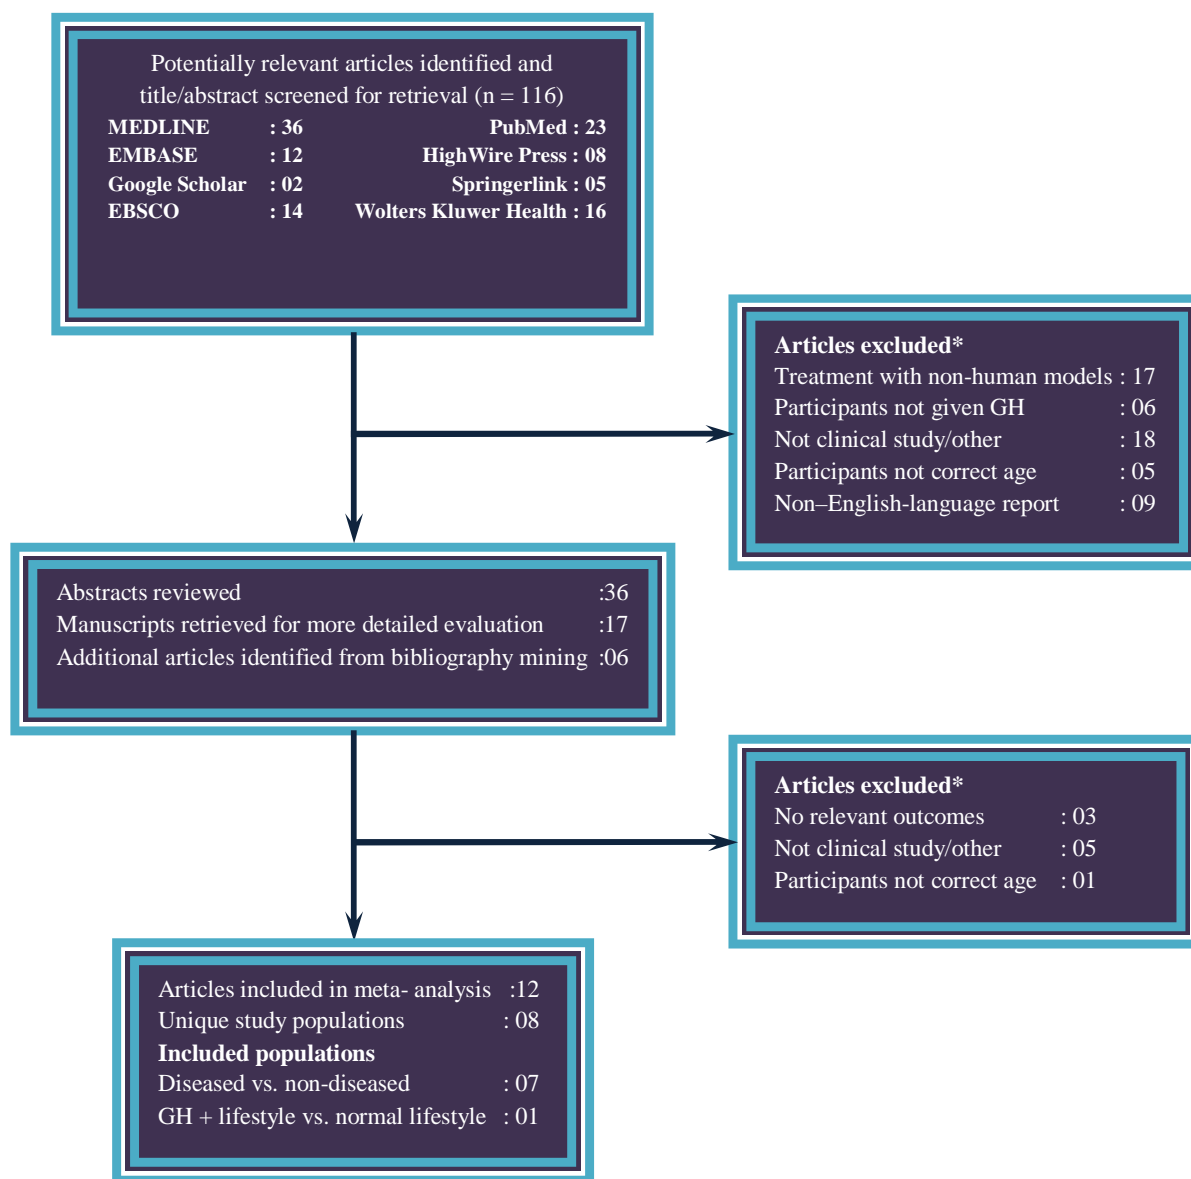 Potentially relevant articles identified and
title/abstract screened for retrieval (n = 116)
MEDLINE : 36 PubMed : 23
EMBASE : 12 HighWire Press : 08
Google Scholar : 02 Springerlink : 05
EBSCO : 14 Wolters Kluwer Health : 16
Articles excluded*
Treatment with non-human models : 17
Participants not given GH : 06
Not clinical study/other : 18
Participants not correct age : 05
Non–English-language report : 09
Abstracts reviewed :36
Manuscripts retrieved for more detailed evaluation :17
Additional articles identified from bibliography mining :06
Articles excluded*
No relevant outcomes : 03
Not clinical study/other : 05
Participants not correct age : 01
Articles included in meta- analysis :12
Unique study populations : 08
Included populations
Diseased vs. non-diseased : 07
GH + lifestyle vs. normal lifestyle : 01